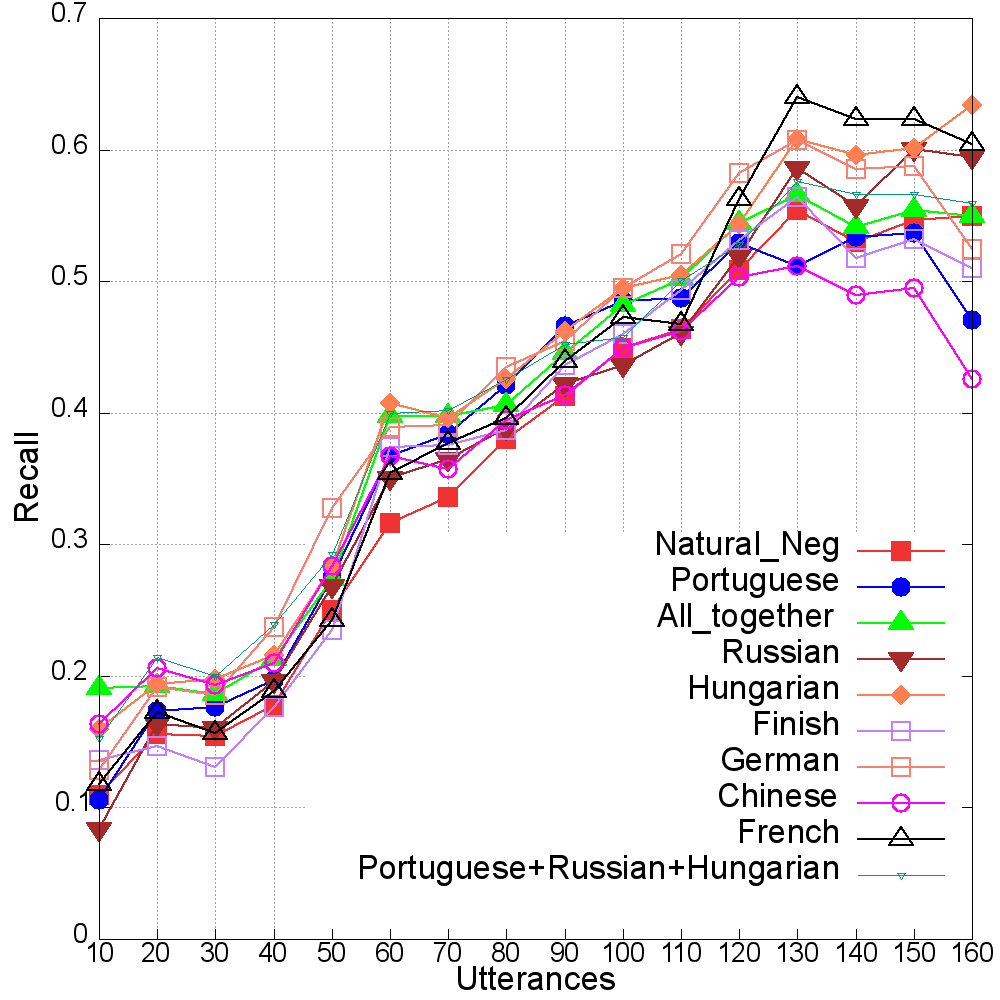 0.7
0.6
0.5
0.4
0.3
0.2
0.1
0
Recall
Natural_Neg
Portuguese
All_together
Russian
Hungarian
Finish
German
Chinese
French
Portuguese+Russian+Hungarian
10 20 30 40 50 60 70 80 90 100 110 120 130 140 150 160
Utterances